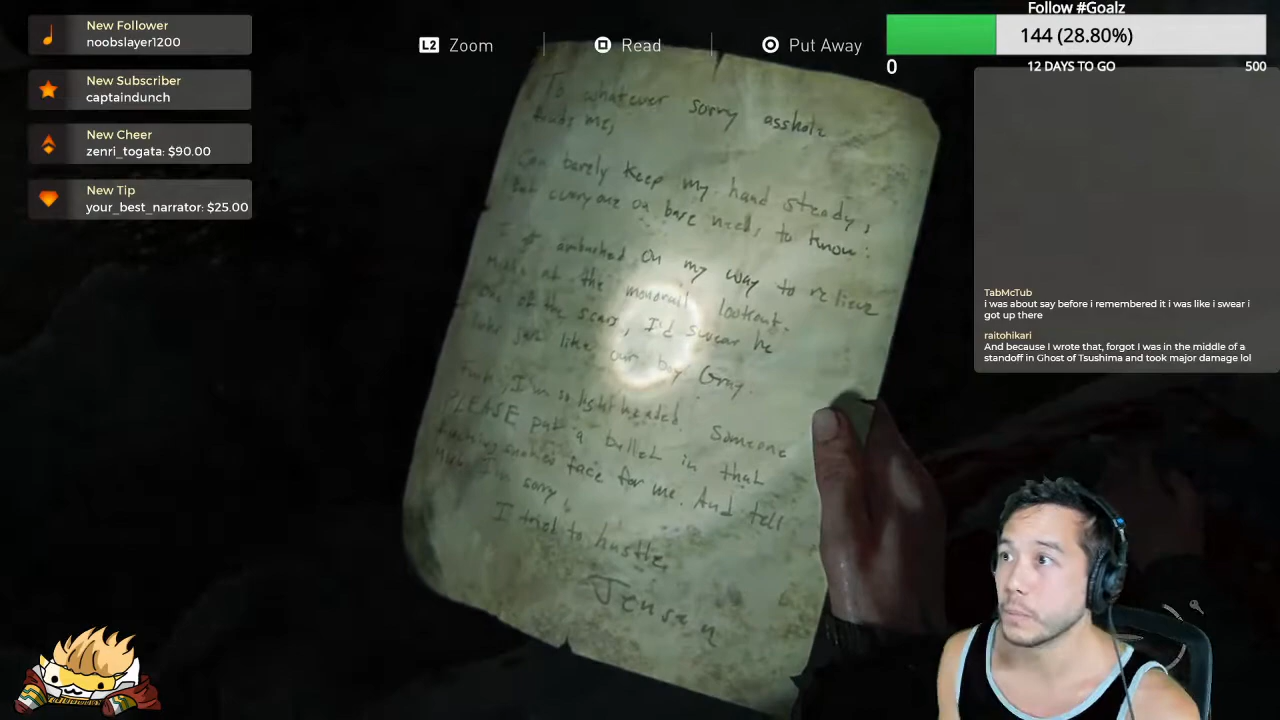 New Follower
noobslayer1200
New Subscriber
captaindunch
New Cheer
zenri_togata: $90.00
New Tip
your_best_narrator: $25.00
L2 Zoom
Read
Put Away
Follow #Goalz
144 (28.80%)
0
12 DAYS TO GO
500
To whatever sorry asshole
finds me,
Can barely keep my hand steady,
but everyone on base needs to know:
I ambushed on my way to relieve
at the monorail lookout.
One of the scars, I'd swear he
just like our boy Gray.
Fuck, I'm so light headed. Someone
PLEASE put a bullet in that
face for me. And tell
I'm sorry
I tried to hustle.
Jensen
TabMcTub
i was about say before i remembered it i was like i swear i
got up there
raitohikari
And because I wrote that, forgot I was in the middle of a
standoff in Ghost of Tsushima and took major damage lol